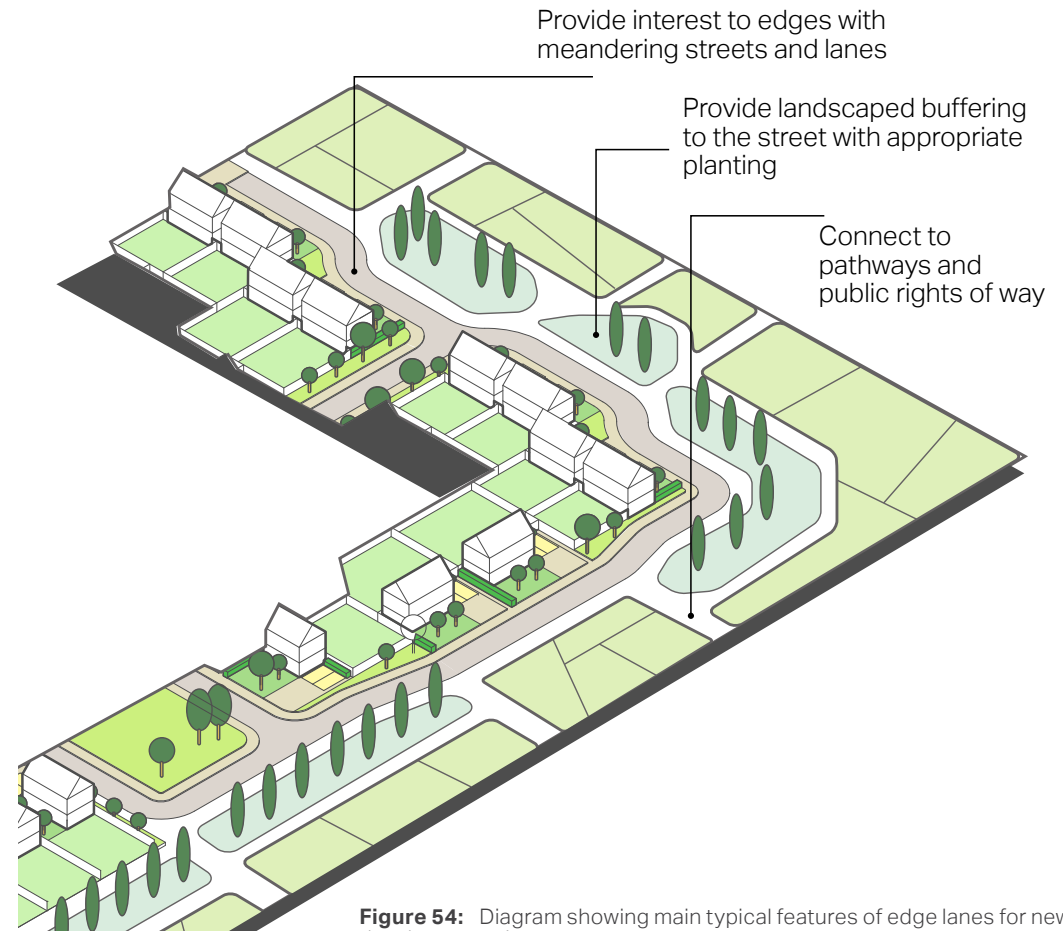 Provide interest to edges with
meandering streets and lanes
Provide landscaped buffering
to the street with appropriate
planting
Connect to
pathways and
public rights of way
Figure 54: Diagram showing main typical features of edge lanes for new